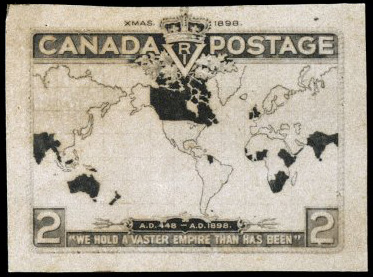 XMAS. 1898.
CANADA POSTAGE
V R I
A.D. 448 — A.D. 1898.
2 2
"WE HOLD A VASTER EMPIRE THAN HAS BEEN"